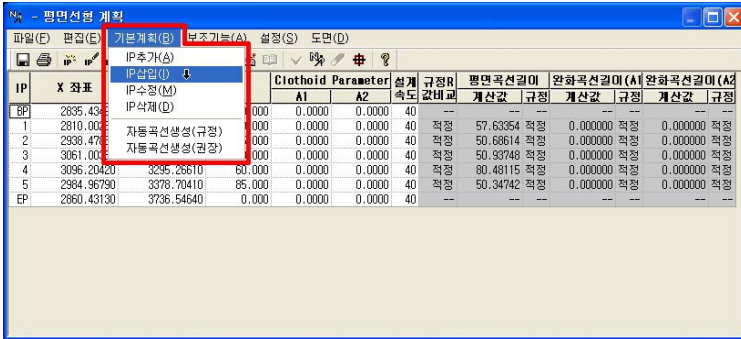 - 평면선형 계획
파일(F) 편집(E) 기본계획(B) 보조기능(A) 설정(S) 도면(D)
IP추가(A)
IP삽입(I)
IP수정(M)
IP삭제(D)
자동곡선생성(규정)
자동곡선생성(권장)
IP X 좌표 Clothoid Parameter 설계속도 규정R값비교 평면곡선길이 완화곡선길이(A1 완화곡선길이(A2
A1 A2 계산값 규정 계산값 규정 계산값 규정
BP 2835.434 .000 0.0000 0.0000 40 -- -- -- -- -- -- --
1 2810.00 .000 0.0000 0.0000 40 적정 57.63354 적정 0.000000 적정 0.000000 적정
2 2938.47 .000 0.0000 0.0000 40 적정 50.68614 적정 0.000000 적정 0.000000 적정
3 3061.00 .000 0.0000 0.0000 40 적정 50.93748 적정 0.000000 적정 0.000000 적정
4 3096.20420 3295.26610 60.000 0.0000 0.0000 40 적정 80.48115 적정 0.000000 적정 0.000000 적정
5 2984.96790 3378.70410 85.000 0.0000 0.0000 40 적정 50.34742 적정 0.000000 적정 0.000000 적정
EP 2860.43130 3736.54640 0.000 0.0000 0.0000 40 -- -- -- -- -- -- --